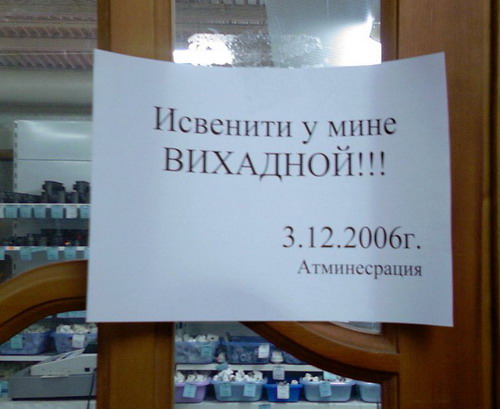 Исвенити у мине
ВИХАДНОЙ!!!
3.12.2006г.
Атминесрация